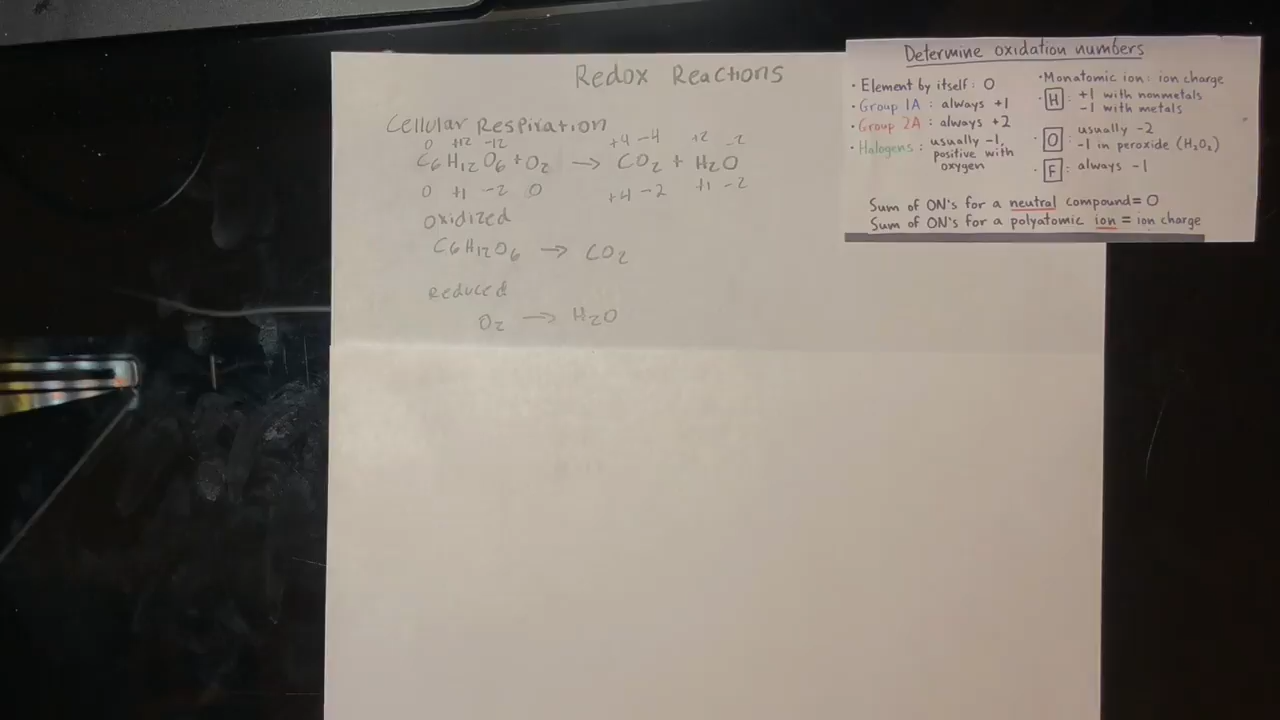 Redox Reactions
Cellular Respiration
0 +12 -12 +4 -4 +2 -2
C6H12O6 + O2 → CO2 + H2O
0 +1 -2 0 +4 -2 +1 -2
Oxidized
C6H12O6 → CO2
Reduced
O2 → H2O
Determine oxidation numbers
• Element by itself: 0
• Group 1A: always +1
• Group 2A: always +2
• Halogens: usually -1,
positive with
oxygen
• Monatomic ion: ion charge
• H: +1 with nonmetals
-1 with metals
• O: usually -2
-1 in peroxide (H2O2)
• F: always -1
Sum of ON's for a neutral compound = 0
Sum of ON's for a polyatomic ion = ion charge